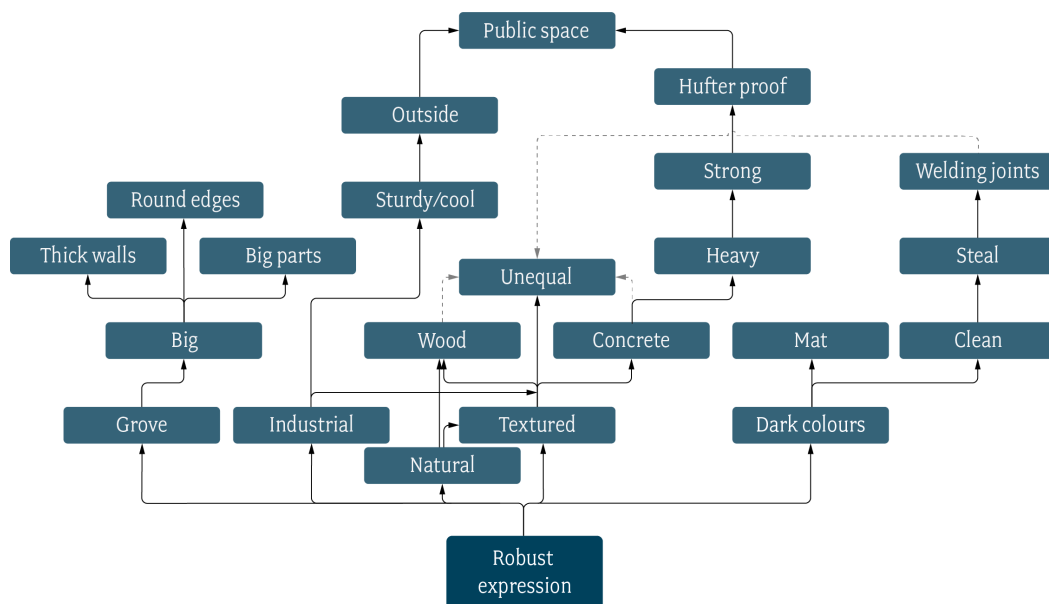 Public space
Hufter proof
Outside
Strong
Welding joints
Round edges
Sturdy/cool
Thick walls
Big parts
Unequal
Heavy
Steal
Big
Wood
Concrete
Mat
Clean
Grove
Industrial
Textured
Dark colours
Natural
Robust
expression